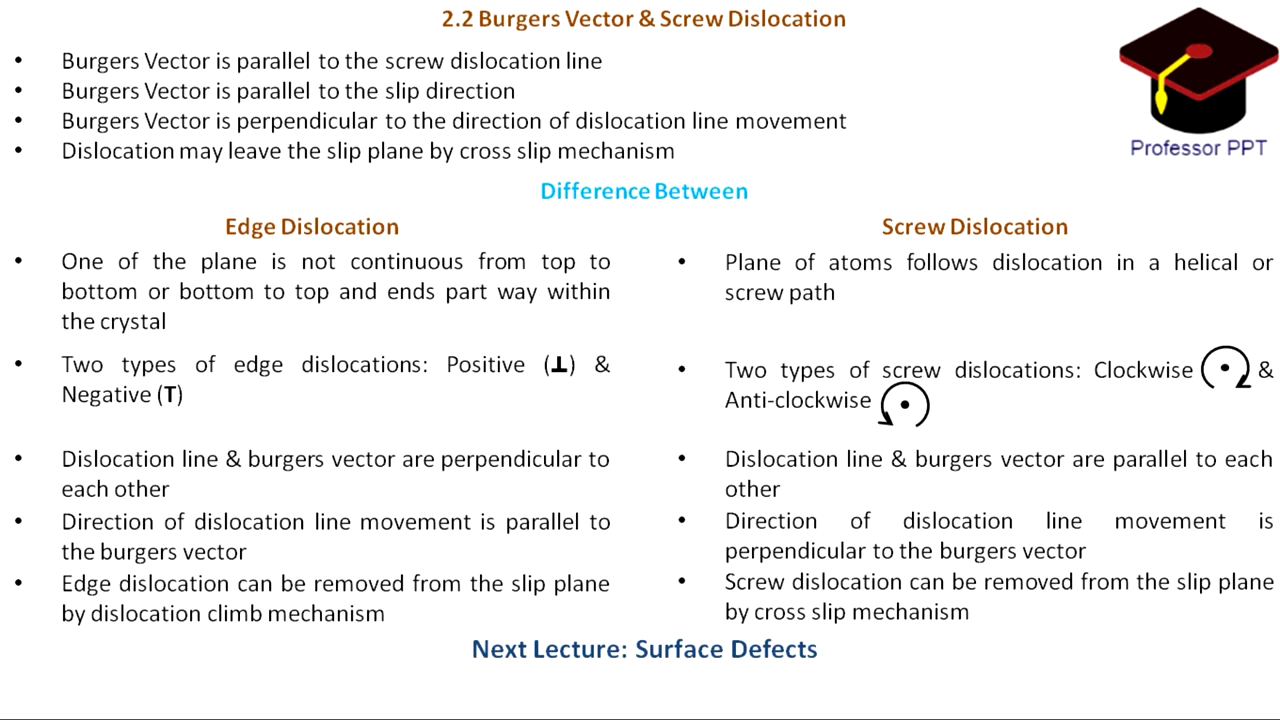 2.2 Burgers Vector & Screw Dislocation
• Burgers Vector is parallel to the screw dislocation line
• Burgers Vector is parallel to the slip direction
• Burgers Vector is perpendicular to the direction of dislocation line movement
• Dislocation may leave the slip plane by cross slip mechanism
Professor PPT
Difference Between
Edge Dislocation
• One of the plane is not continuous from top to
bottom or bottom to top and ends part way within
the crystal
• Two types of edge dislocations: Positive (⊥) &
Negative (T)
• Dislocation line & burgers vector are perpendicular to
each other
• Direction of dislocation line movement is parallel to
the burgers vector
• Edge dislocation can be removed from the slip plane
by dislocation climb mechanism
Screw Dislocation
• Plane of atoms follows dislocation in a helical or
screw path
• Two types of screw dislocations: Clockwise &
Anti-clockwise
• Dislocation line & burgers vector are parallel to each
other
• Direction of dislocation line movement is
perpendicular to the burgers vector
• Screw dislocation can be removed from the slip plane
by cross slip mechanism
Next Lecture: Surface Defects